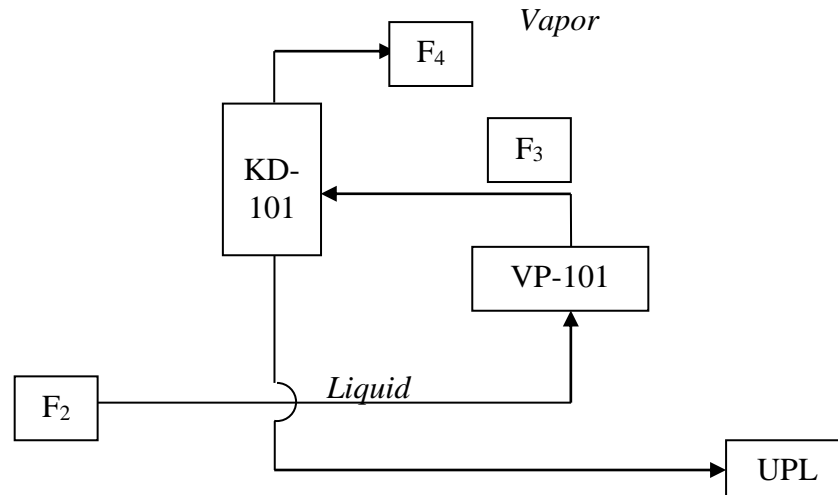 Vapor
F₄
F₃
KD-
101
VP-101
Liquid
F₂
UPL